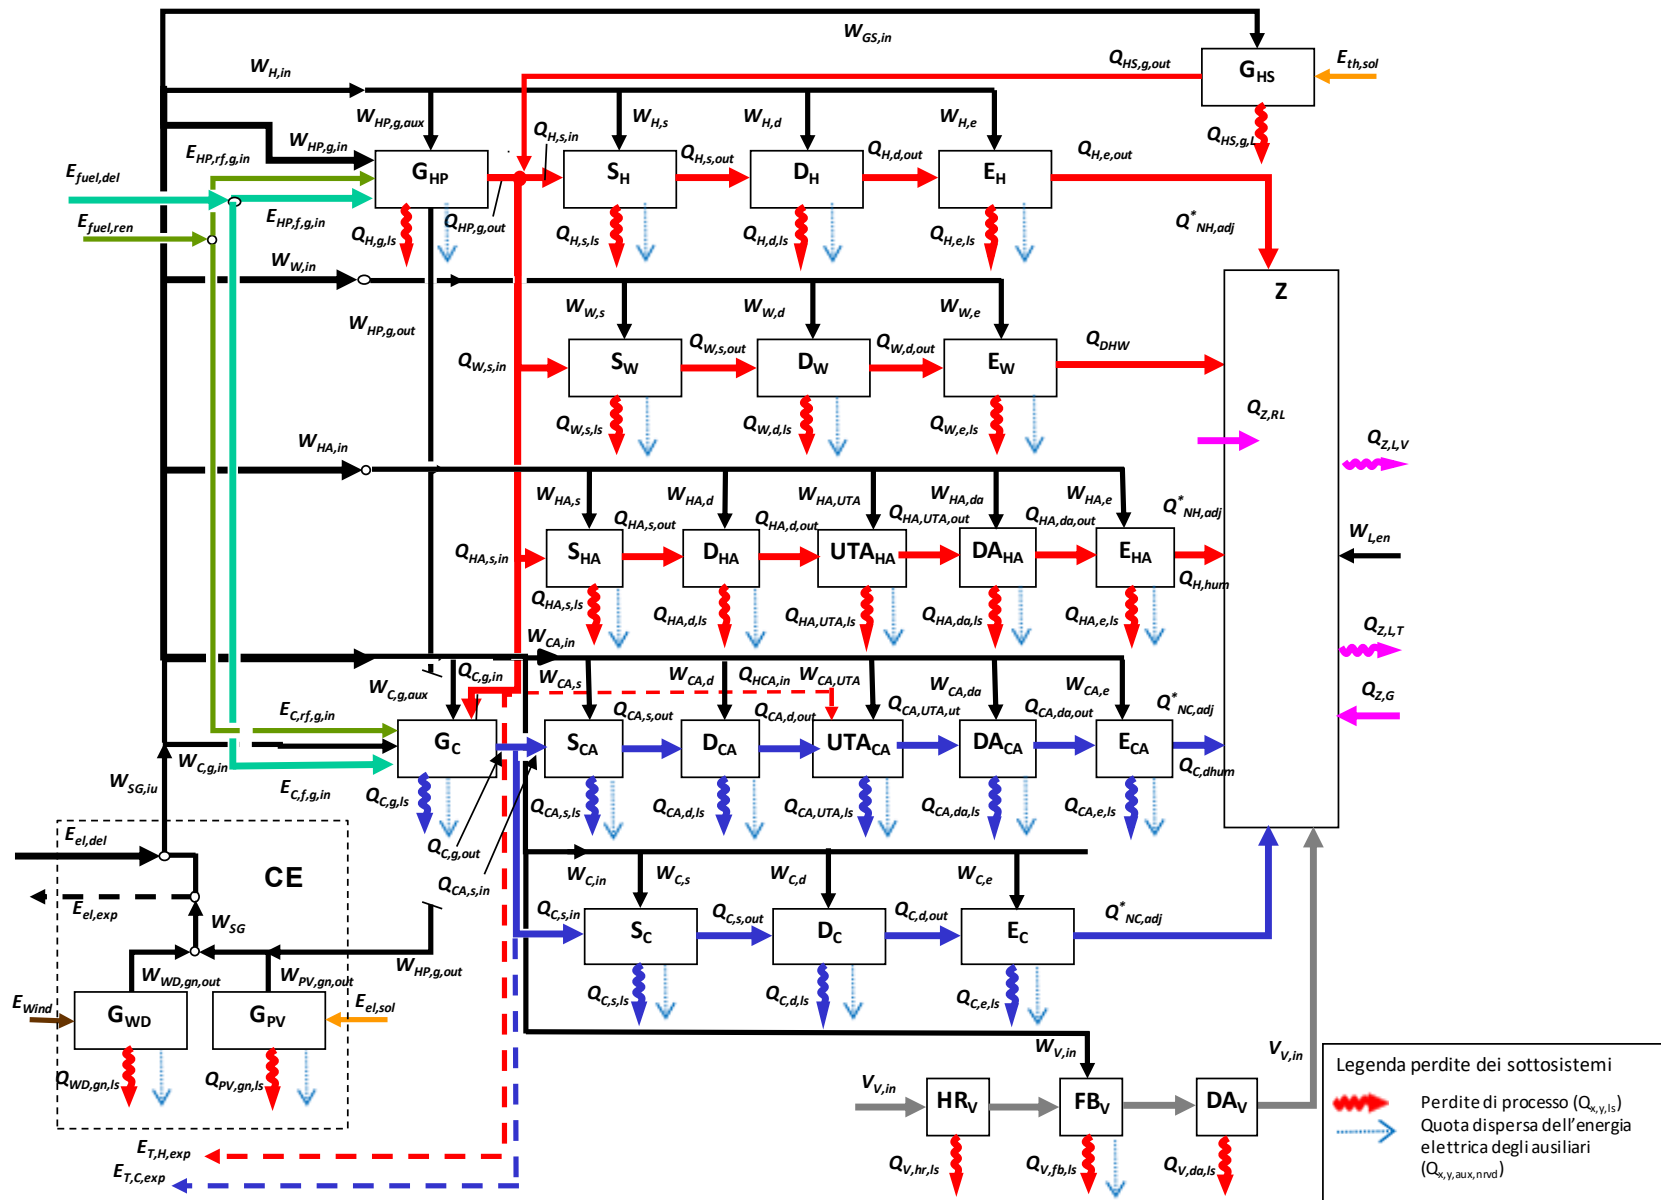 W_GS,in
Q_HS,g,out
G_HS
E_th,sol
W_H,in
W_HP,g,aux
W_H,s
W_H,d
W_H,e
Q_HS,g,L
W_HP,g,in
Q_H,s,in
E_HP,rf,g,in
E_fuel,del
G_HP
S_H
Q_H,s,out
D_H
Q_H,d,out
E_H
Q_H,e,out
E_fuel,ren
E_HP,f,g,in
Q_HP,g,out
Q_H,g,ls
Q_H,s,ls
Q_H,d,ls
Q_H,e,ls
Q*_NH,adj
W_W,in
Z
W_HP,g,out
W_W,s
W_W,d
W_W,e
Q_W,s,in
S_W
Q_W,s,out
D_W
Q_W,d,out
E_W
Q_DHW
Q_W,s,ls
Q_W,d,ls
Q_W,e,ls
Q_Z,RL
Q_Z,L,V
W_HA,in
W_HA,s
W_HA,d
W_HA,UTA
W_HA,da
W_HA,e
Q*_NH,adj
Q_HA,s,out
Q_HA,d,out
Q_HA,UTA,out
Q_HA,da,out
W_L,en
Q_HA,s,in
S_HA
D_HA
UTA_HA
DA_HA
E_HA
Q_H,hum
Q_HA,s,ls
Q_HA,d,ls
Q_HA,UTA,ls
Q_HA,da,ls
Q_HA,e,ls
W_CA,in
Q_Z,L,T
W_C,g,aux
Q_C,g,in
W_CA,s
W_CA,d
Q_HCA,in
W_CA,UTA
W_CA,da
W_CA,e
Q_Z,G
E_C,rf,g,in
Q_CA,s,out
Q_CA,d,out
Q_CA,UTA,ut
Q_CA,da,out
Q*_NC,adj
G_C
S_CA
D_CA
UTA_CA
DA_CA
E_CA
W_SG,iu
W_C,g,in
E_C,f,g,in
Q_C,dhum
Q_C,g,ls
Q_CA,s,ls
Q_CA,d,ls
Q_CA,UTA,ls
Q_CA,da,ls
Q_CA,e,ls
E_el,del
CE
Q_C,g,out
Q_CA,s,in
W_C,in
W_C,s
W_C,d
W_C,e
E_el,exp
W_SG
Q_C,s,in
S_C
Q_C,s,out
D_C
Q_C,d,out
E_C
Q*_NC,adj
W_WD,gn,out
W_PV,gn,out
W_HP,g,out
Q_C,s,ls
Q_C,d,ls
Q_C,e,ls
E_Wind
G_WD
G_PV
E_el,sol
W_V,in
V_V,in
Q_WD,gn,ls
Q_PV,gn,ls
V_V,in
HR_V
FB_V
DA_V
Q_V,hr,ls
Q_V,fb,ls
Q_V,da,ls
E_T,H,exp
E_T,C,exp
Legenda perdite dei sottosistemi
Perdite di processo (Q_x,y,ls)
Quota dispersa dell'energia
elettrica degli ausiliari
(Q_x,y,aux,nrvd)